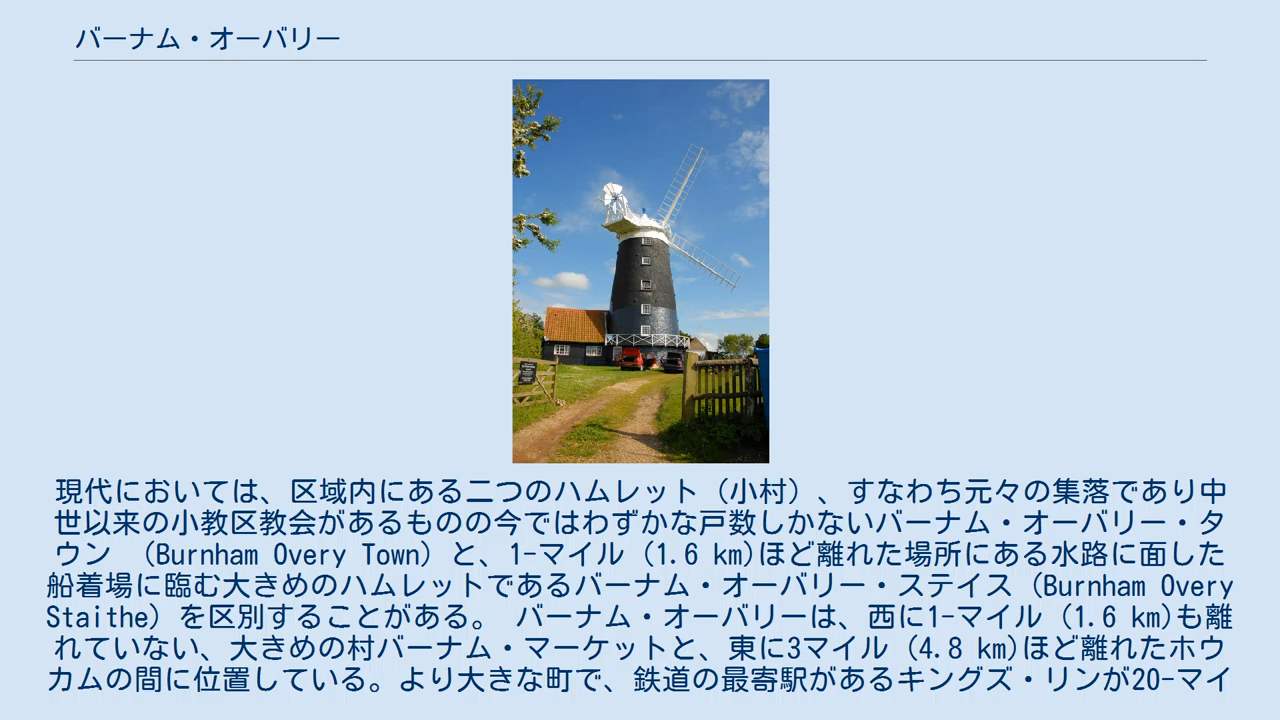 バーナム・オーバリー
現代においては、区域内にある二つのハムレット（小村）、すなわち元々の集落であり中
世以来の小教区教会があるものの今ではわずかな戸数しかないバーナム・オーバリー・タ
ウン （Burnham Overy Town）と、1-マイル (1.6 km)ほど離れた場所にある水路に面した
船着場に臨む大きめのハムレットであるバーナム・オーバリー・ステイス（Burnham Overy
Staithe）を区別することがある。 バーナム・オーバリーは、西に1-マイル (1.6 km)も離
れていない、大きめの村バーナム・マーケットと、東に3マイル (4.8 km)ほど離れたホウ
カムの間に位置している。より大きな町で、鉄道の最寄駅があるキングズ・リンが20-マイ